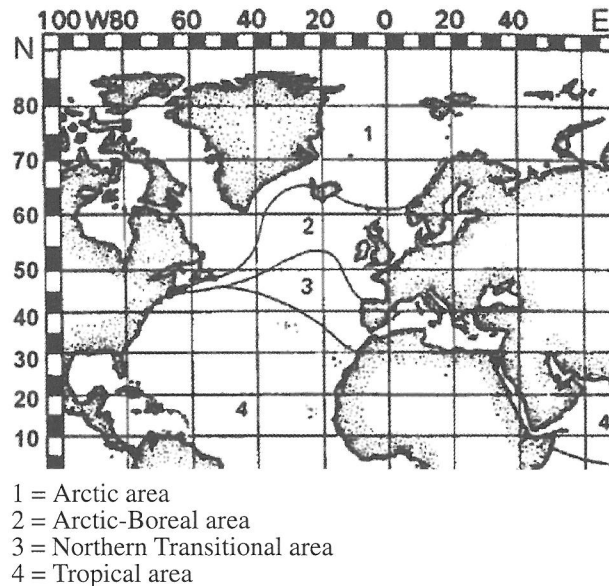 100 W80 60 40 20 0 20 40 E
N
80
70
60
50
40
30
20
10
1
2
3
4
4
1 = Arctic area
2 = Arctic-Boreal area
3 = Northern Transitional area
4 = Tropical area